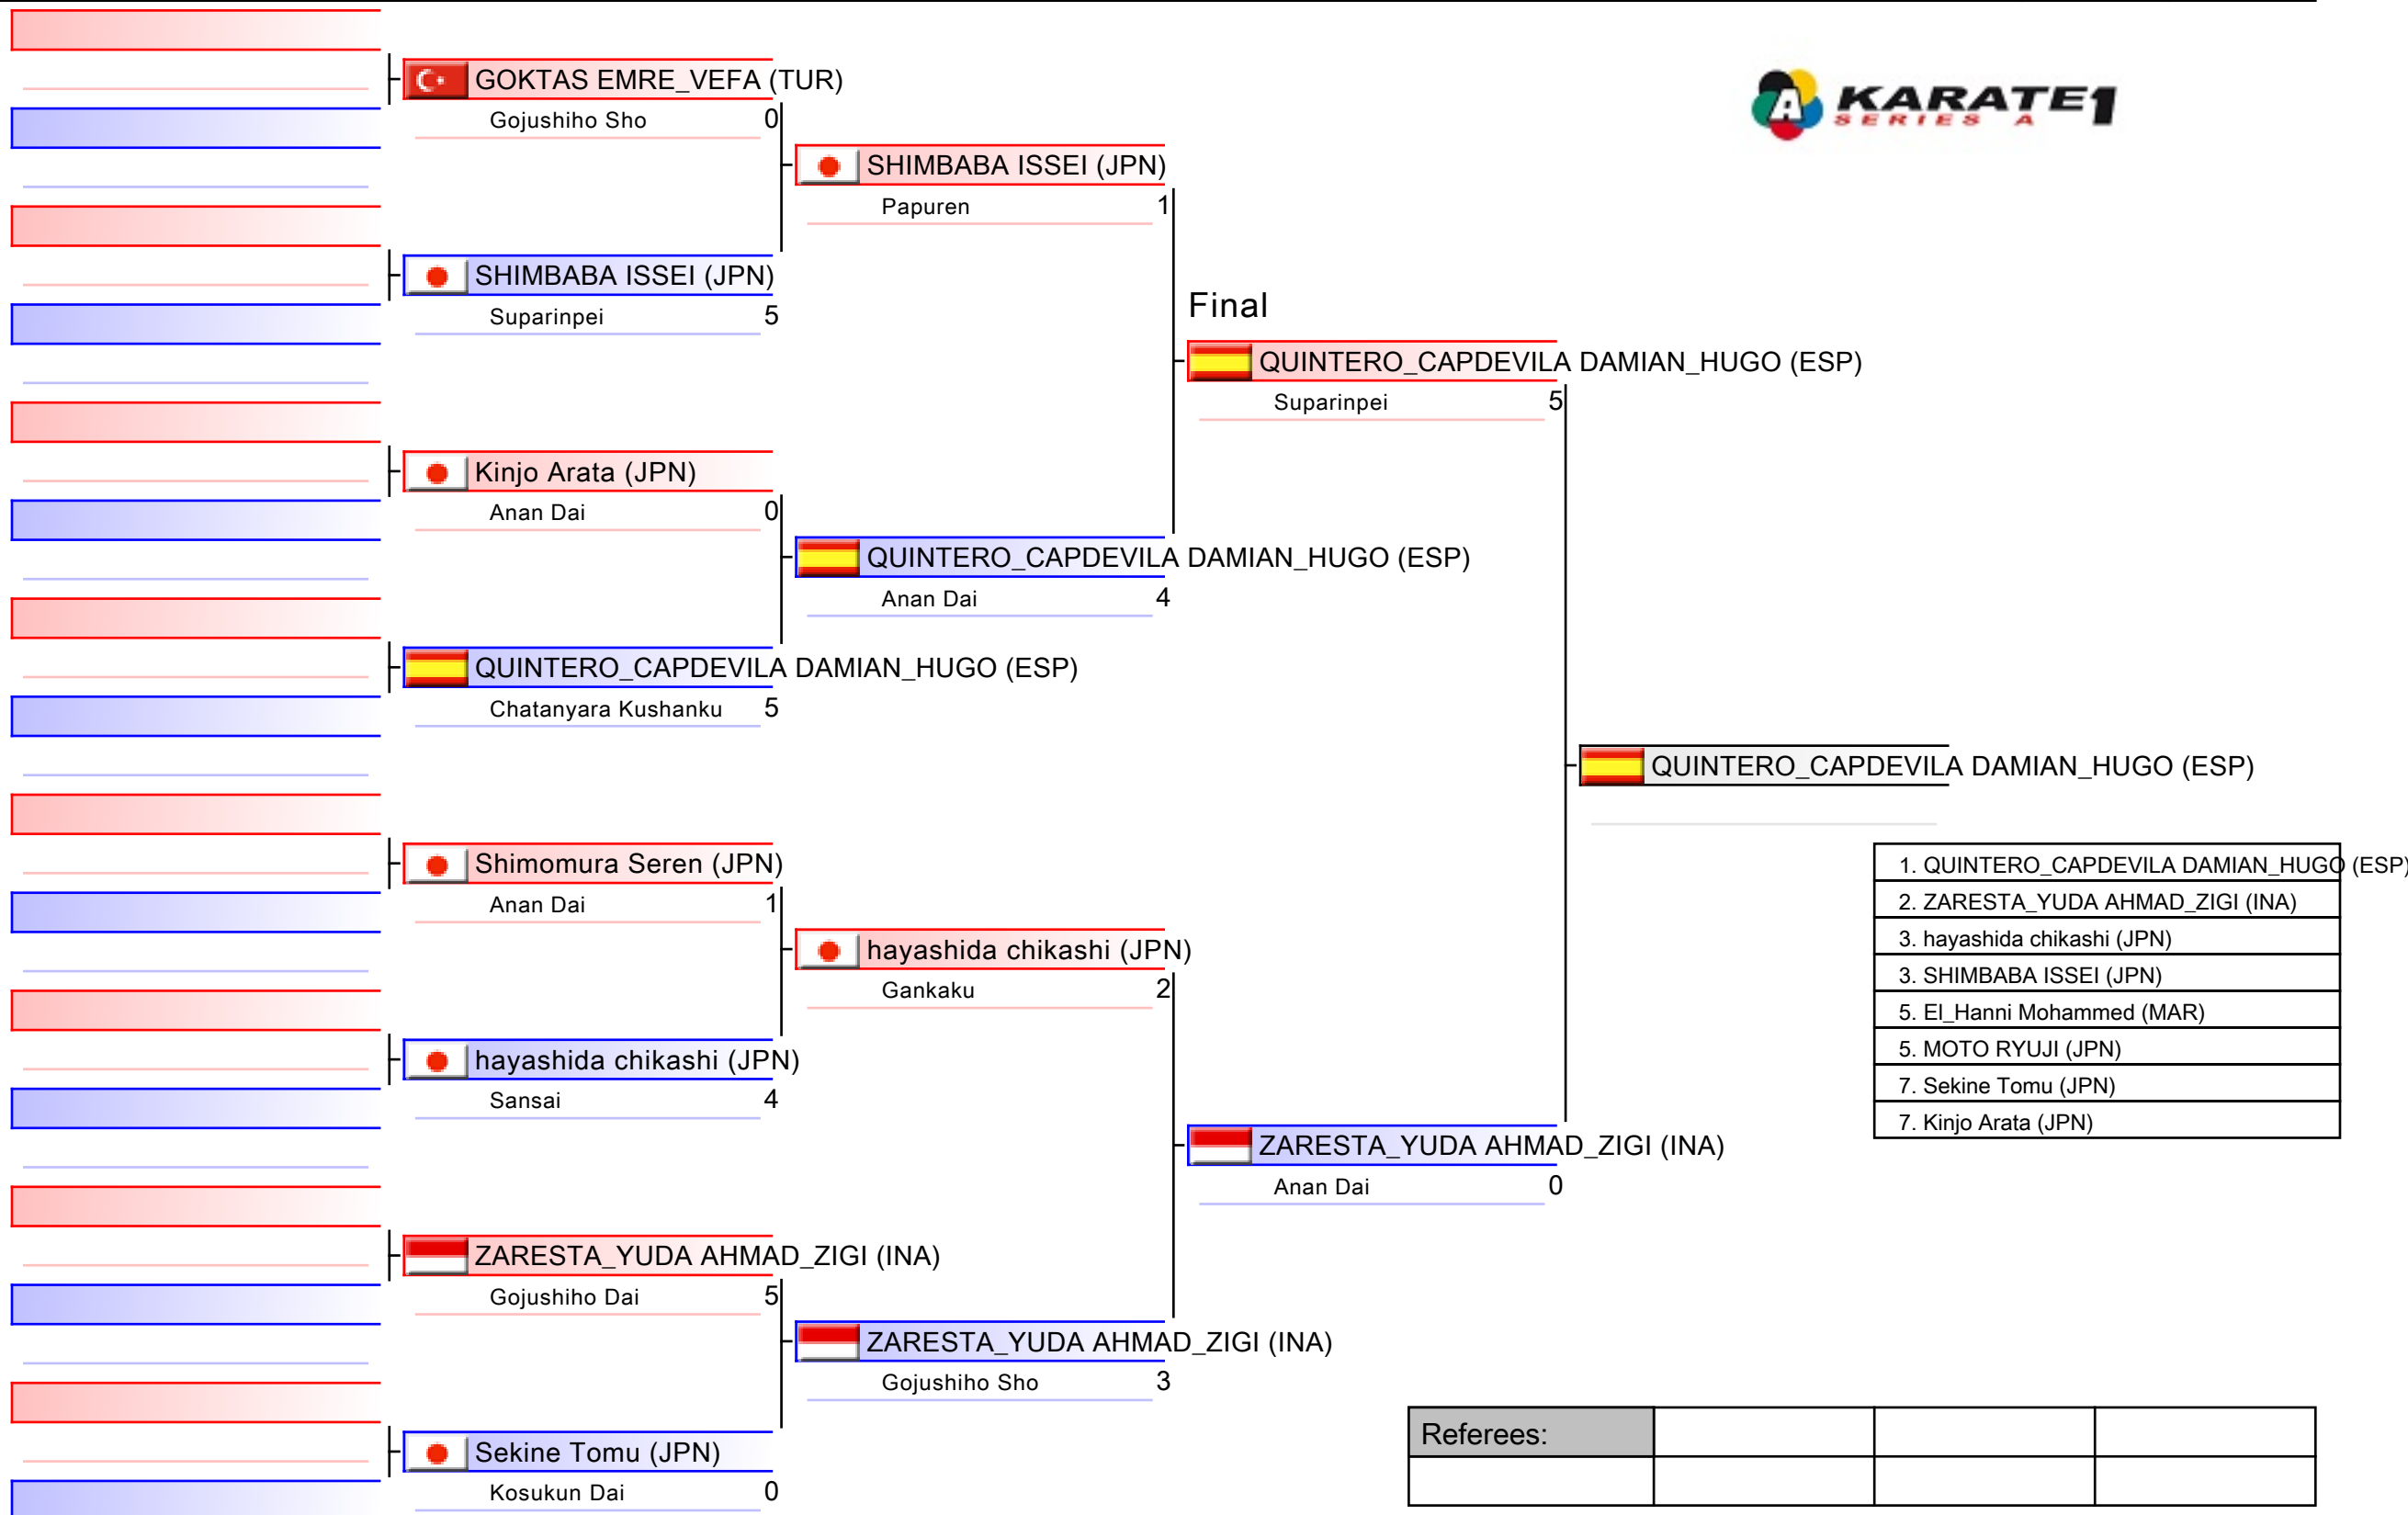 KARATE1
SERIES A
GOKTAS EMRE_VEFA (TUR)
Gojushiho Sho 0
SHIMBABA ISSEI (JPN)
Papuren 1
SHIMBABA ISSEI (JPN)
Suparinpei 5
Final
QUINTERO_CAPDEVILA DAMIAN_HUGO (ESP)
Suparinpei 5
Kinjo Arata (JPN)
Anan Dai 0
QUINTERO_CAPDEVILA DAMIAN_HUGO (ESP)
Anan Dai 4
QUINTERO_CAPDEVILA DAMIAN_HUGO (ESP)
Chatanyara Kushanku 5
QUINTERO_CAPDEVILA DAMIAN_HUGO (ESP)
Shimomura Seren (JPN)
Anan Dai 1
hayashida chikashi (JPN)
Gankaku 2
hayashida chikashi (JPN)
Sansai 4
ZARESTA_YUDA AHMAD_ZIGI (INA)
Anan Dai 0
ZARESTA_YUDA AHMAD_ZIGI (INA)
Gojushiho Dai 5
ZARESTA_YUDA AHMAD_ZIGI (INA)
Gojushiho Sho 3
Sekine Tomu (JPN)
Kosukun Dai 0
1. QUINTERO_CAPDEVILA DAMIAN_HUGO (ESP)
2. ZARESTA_YUDA AHMAD_ZIGI (INA)
3. hayashida chikashi (JPN)
3. SHIMBABA ISSEI (JPN)
5. El_Hanni Mohammed (MAR)
5. MOTO RYUJI (JPN)
7. Sekine Tomu (JPN)
7. Kinjo Arata (JPN)
Referees: